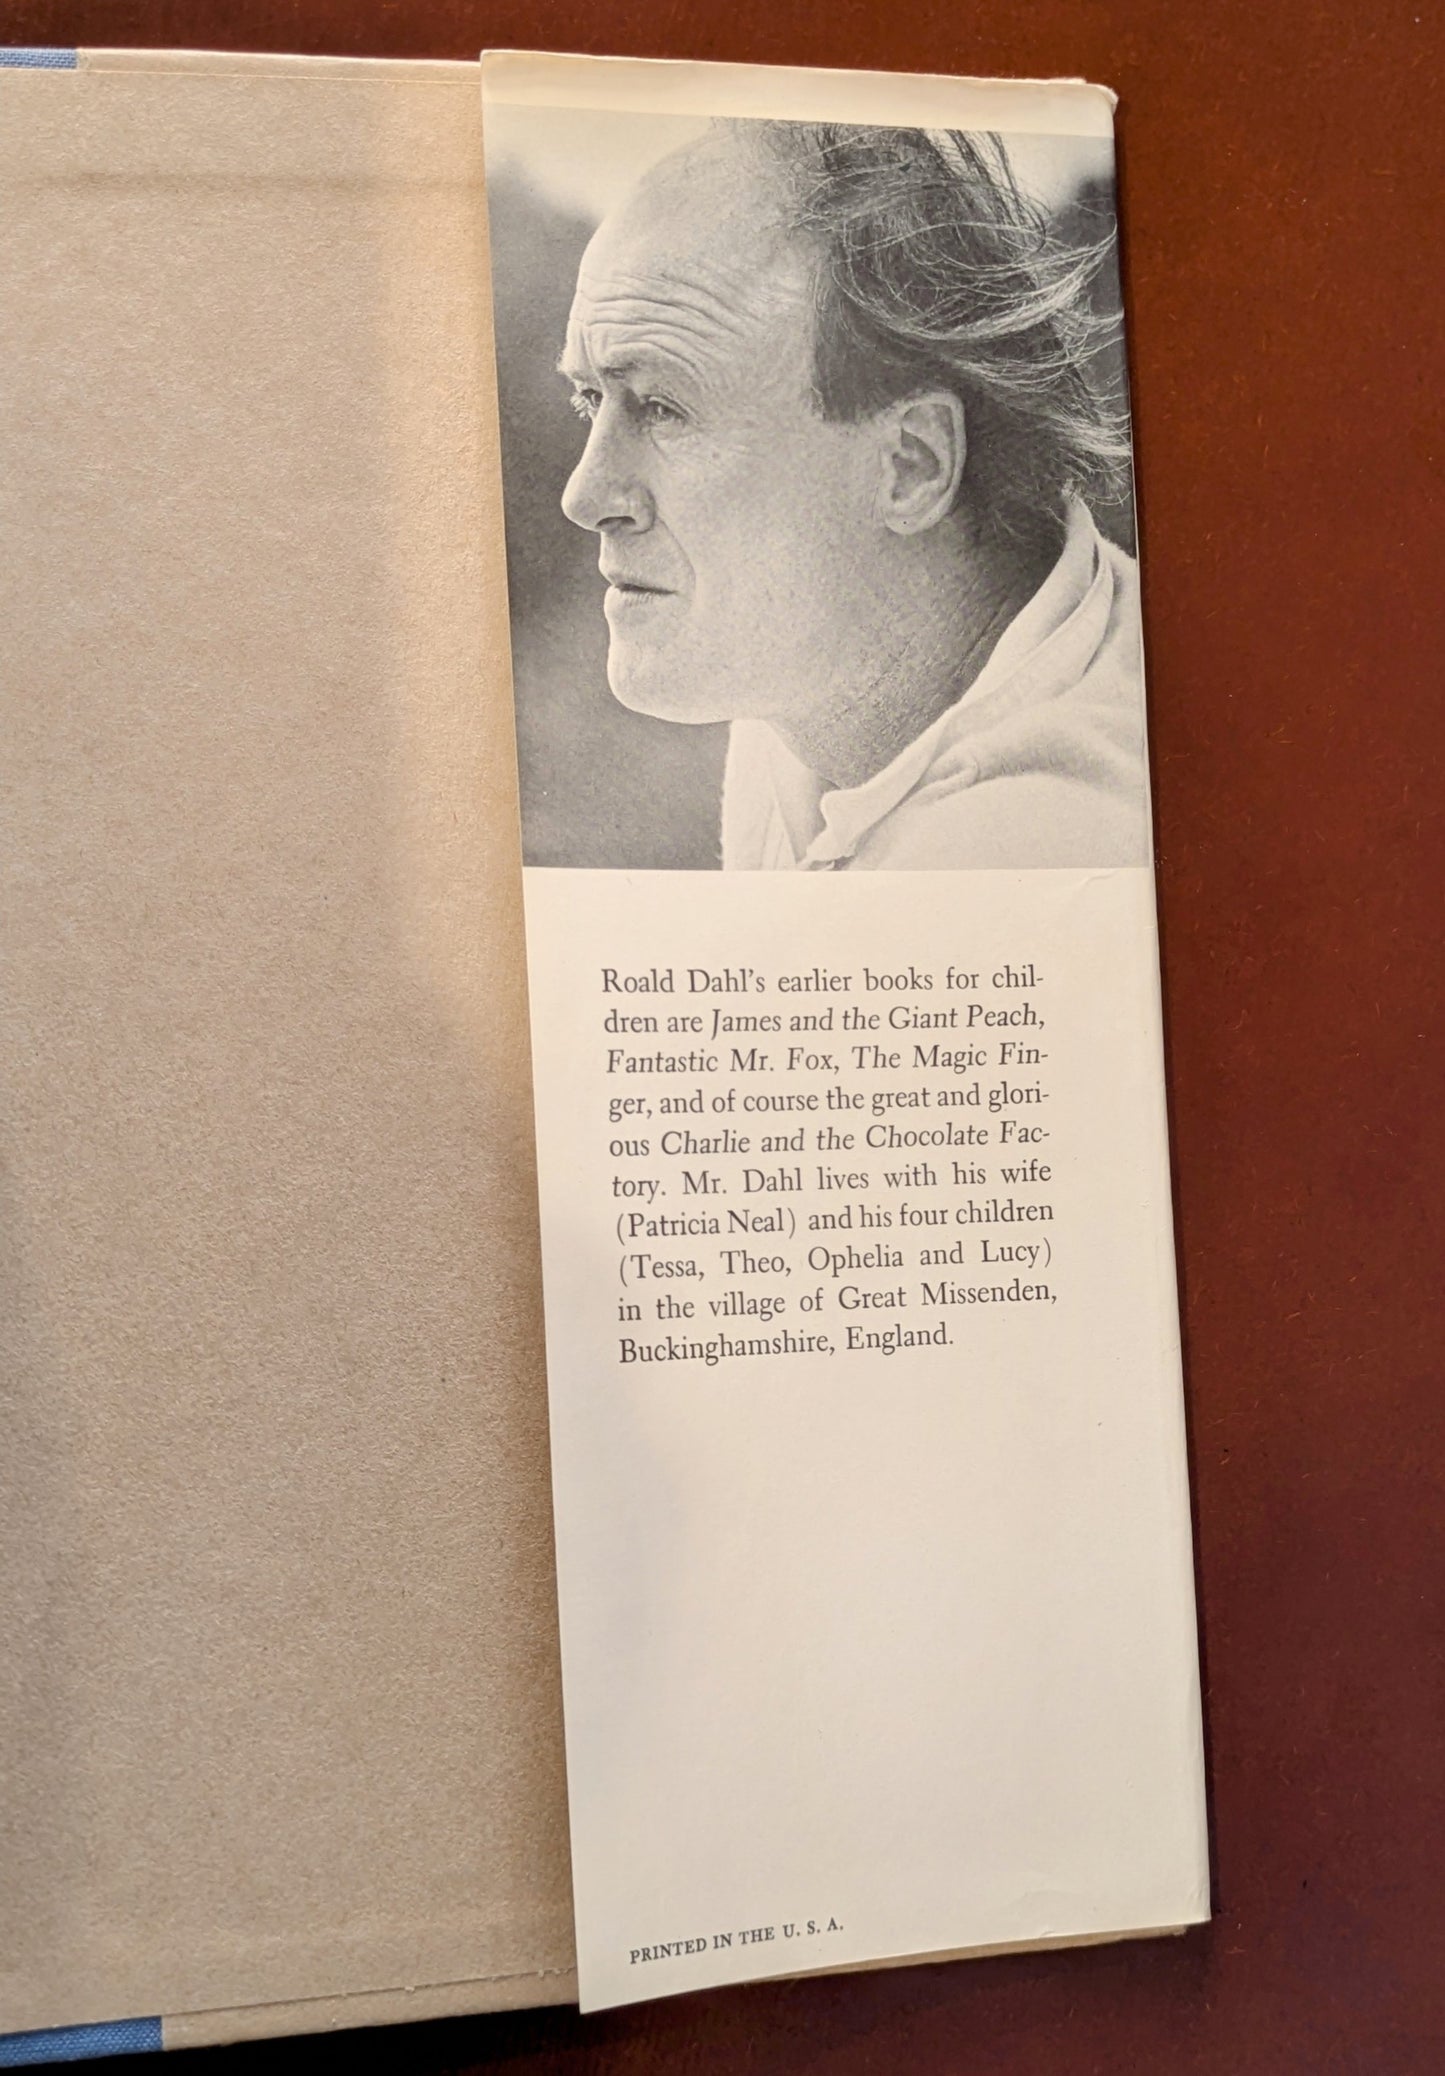 Roald Dahl's earlier books for chil-
dren are James and the Giant Peach,
Fantastic Mr. Fox, The Magic Fin-
ger, and of course the great and glori-
ous Charlie and the Chocolate Fac-
tory. Mr. Dahl lives with his wife
(Patricia Neal) and his four children
(Tessa, Theo, Ophelia and Lucy)
in the village of Great Missenden,
Buckinghamshire, England.
PRINTED IN THE U. S. A.